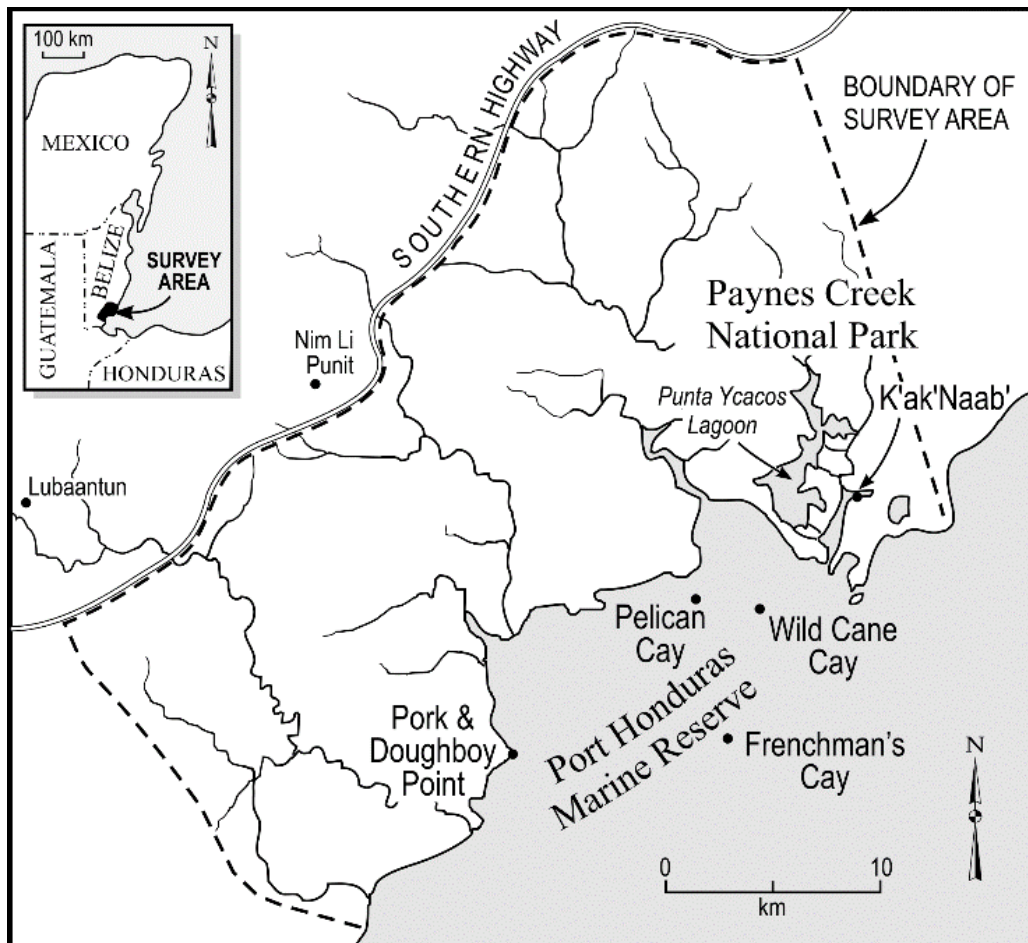 100 km
N
MEXICO
GUATEMALA
BELIZE
SURVEY
AREA
HONDURAS
SOUTHERN HIGHWAY
BOUNDARY OF
SURVEY AREA
Paynes Creek
National Park
Nim Li
Punit
Punta Ycacos
Lagoon
K'ak'Naab'
Lubaantun
Pelican
Cay
Wild Cane
Cay
Port Honduras
Marine Reserve
Pork &
Doughboy
Point
Frenchman's
Cay
N
0 10
km